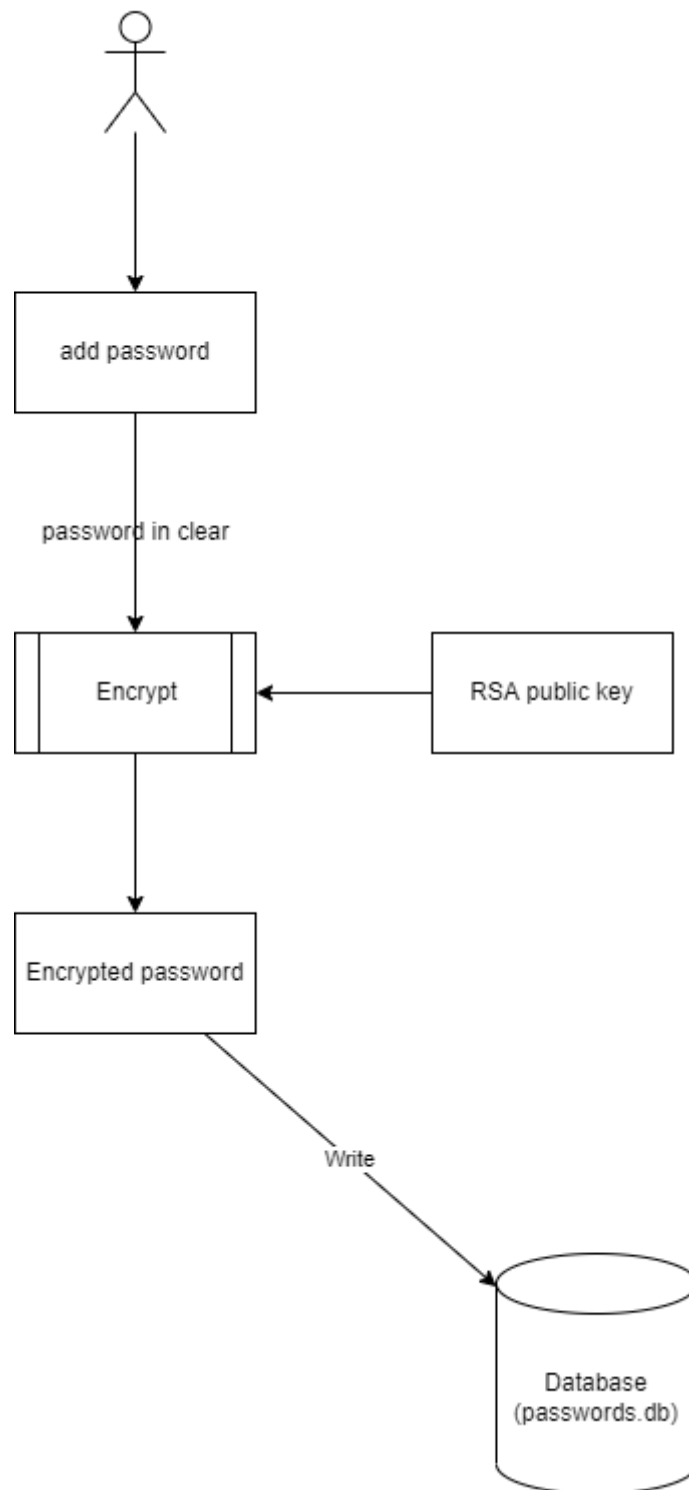 add password
password in clear
Encrypt
RSA public key
Encrypted password
Write
Database
(passwords.db)